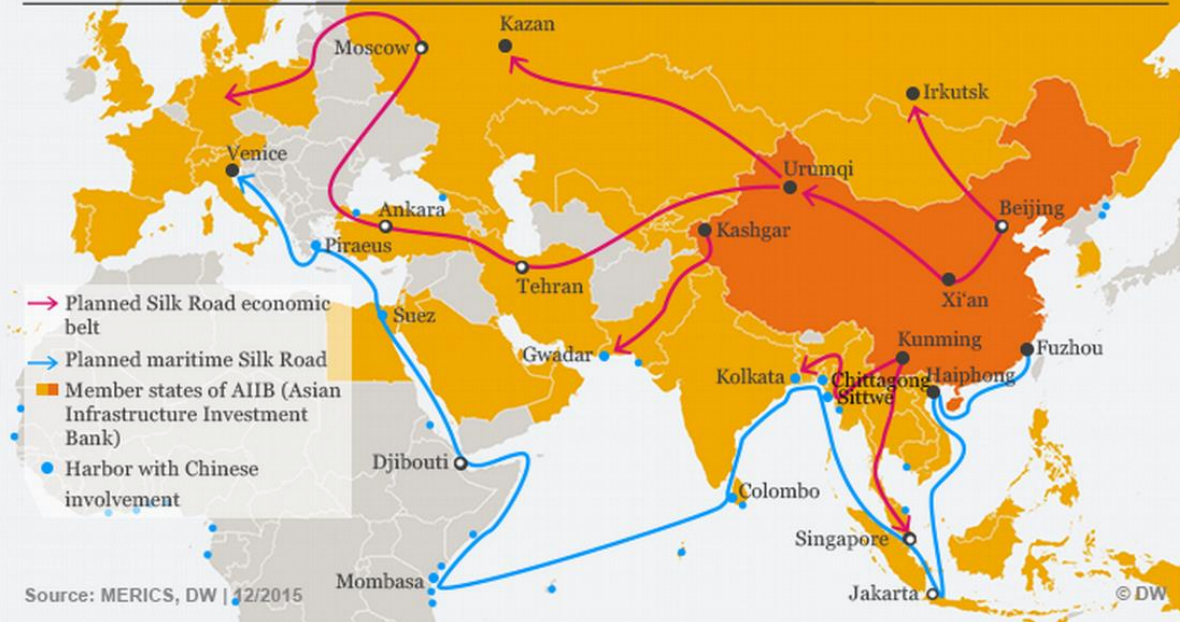 Kazan
Moscow
Irkutsk
Venice
Urumqi
Ankara
Beijing
Kashgar
Piraeus
Tehran
Xi‘an
Planned Silk Road economic
belt
Suez
Kunming
Fuzhou
Gwadar
Planned maritime Silk Road
Kolkata
Chittagong
Haiphong
Sittwe
Member states of AIIB (Asian
Infrastructure Investment
Bank)
Djibouti
Harbor with Chinese
involvement
Colombo
Singapore
Mombasa
Jakarta
Source: MERICS, DW | 12/2015
© DW